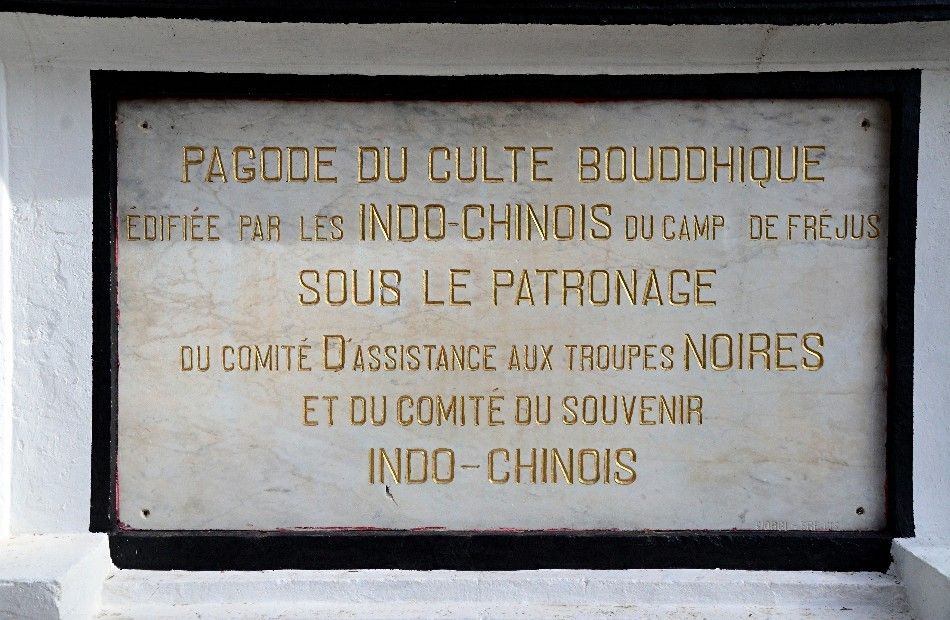 PAGODE DU CULTE BOUDDHIQUE
ÉDIFIÉE PAR LES INDO-CHINOIS DU CAMP DE FRÉJUS
SOUS LE PATRONAGE
DU COMITÉ D'ASSISTANCE AUX TROUPES NOIRES
ET DU COMITÉ DU SOUVENIR
INDO-CHINOIS